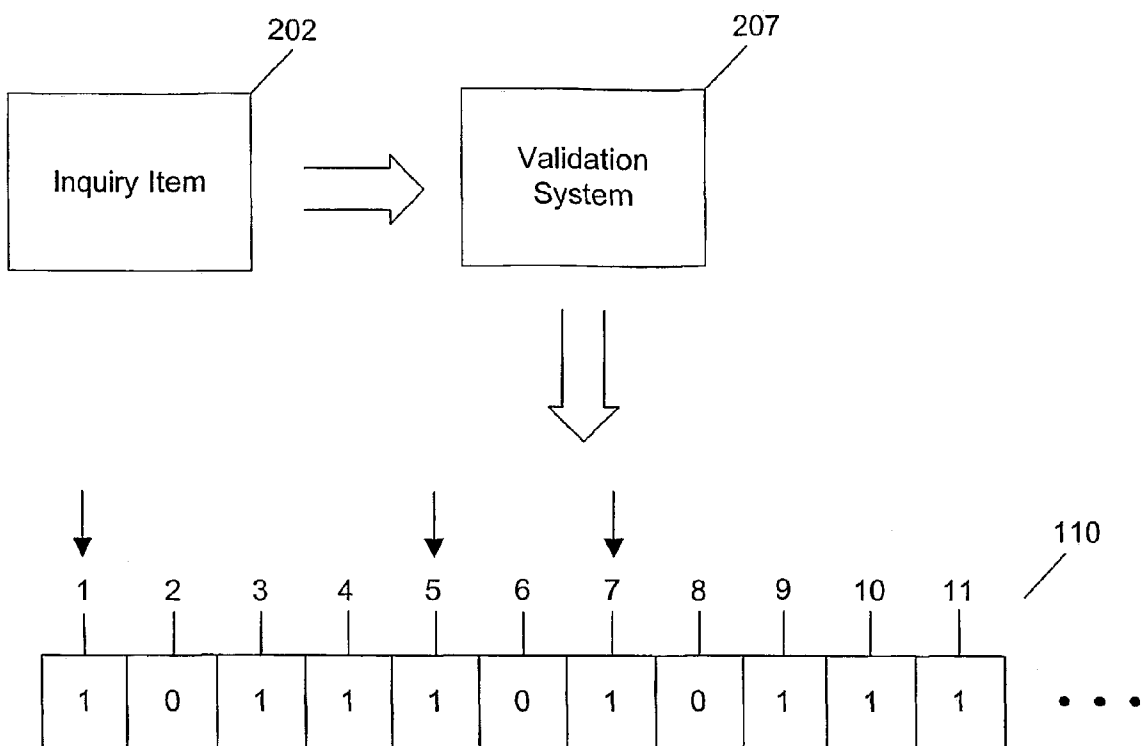 202
207
Inquiry Item
Validation
System
110
1 2 3 4 5 6 7 8 9 10 11
1 0 1 1 1 0 1 0 1 1 1 • • •